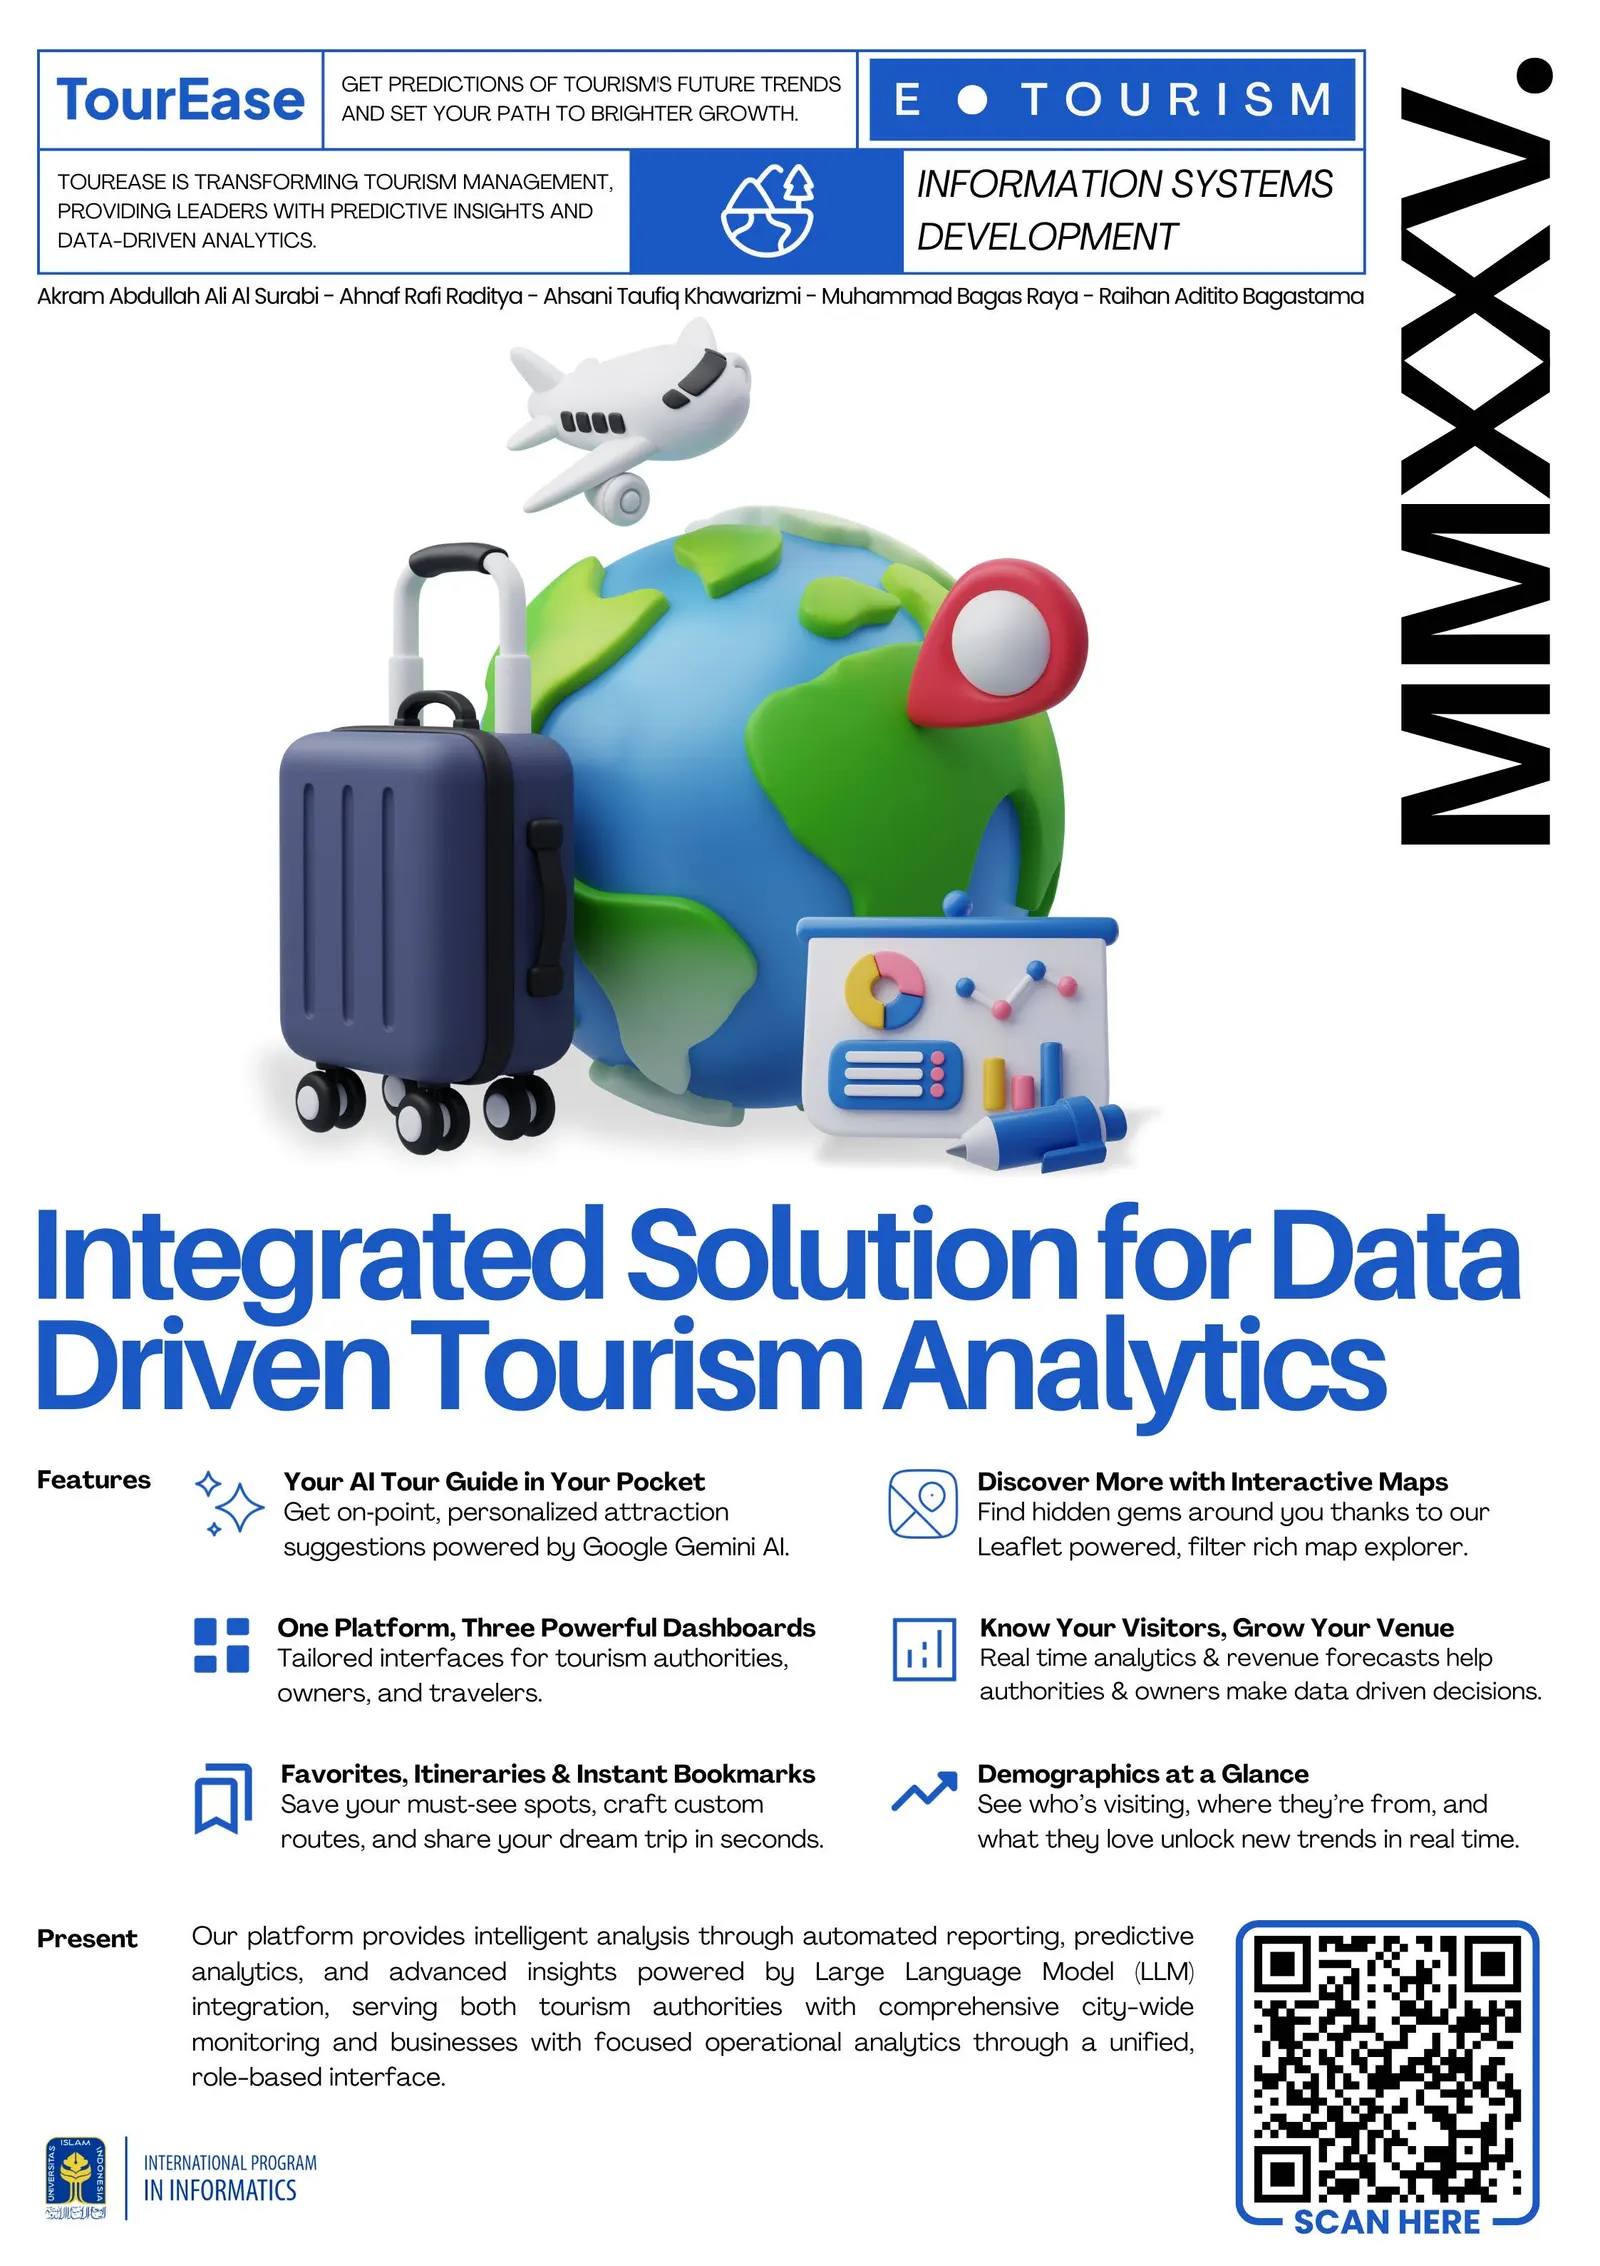 TourEase
GET PREDICTIONS OF TOURISM'S FUTURE TRENDS
AND SET YOUR PATH TO BRIGHTER GROWTH.
E ● TOURISM
TOUREASE IS TRANSFORMING TOURISM MANAGEMENT,
PROVIDING LEADERS WITH PREDICTIVE INSIGHTS AND
DATA-DRIVEN ANALYTICS.
INFORMATION SYSTEMS
DEVELOPMENT
Akram Abdullah Ali Al Surabi - Ahnaf Rafi Raditya - Ahsani Taufiq Khawarizmi - Muhammad Bagas Raya - Raihan Aditito Bagastama
MMXXV.
Integrated Solution for Data
Driven Tourism Analytics
Features
Your AI Tour Guide in Your Pocket
Get on-point, personalized attraction
suggestions powered by Google Gemini AI.
Discover More with Interactive Maps
Find hidden gems around you thanks to our
Leaflet powered, filter rich map explorer.
One Platform, Three Powerful Dashboards
Tailored interfaces for tourism authorities,
owners, and travelers.
Know Your Visitors, Grow Your Venue
Real time analytics & revenue forecasts help
authorities & owners make data driven decisions.
Favorites, Itineraries & Instant Bookmarks
Save your must-see spots, craft custom
routes, and share your dream trip in seconds.
Demographics at a Glance
See who's visiting, where they're from, and
what they love unlock new trends in real time.
Present
Our platform provides intelligent analysis through automated reporting, predictive
analytics, and advanced insights powered by Large Language Model (LLM)
integration, serving both tourism authorities with comprehensive city-wide
monitoring and businesses with focused operational analytics through a unified,
role-based interface.
UNIVERSITAS ISLAM INDONESIA
INTERNATIONAL PROGRAM
IN INFORMATICS
SCAN HERE